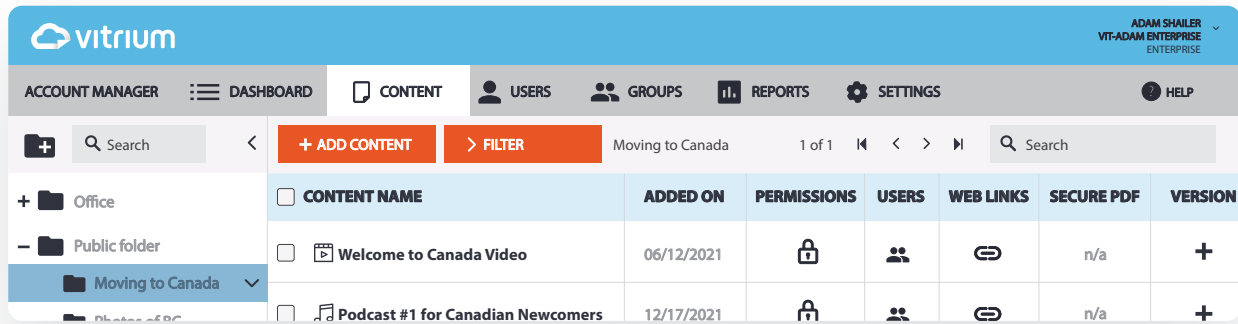 vitrium
ADAM SHAILER
VIT-ADAM ENTERPRISE
ENTERPRISE
ACCOUNT MANAGER DASHBOARD CONTENT USERS GROUPS REPORTS SETTINGS ? HELP
Search + ADD CONTENT > FILTER Moving to Canada 1 of 1 Search
CONTENT NAME ADDED ON PERMISSIONS USERS WEB LINKS SECURE PDF VERSION
+ Office
− Public folder
Welcome to Canada Video 06/12/2021 n/a +
Moving to Canada
Podcast #1 for Canadian Newcomers 12/17/2021 n/a +
Photos of BC